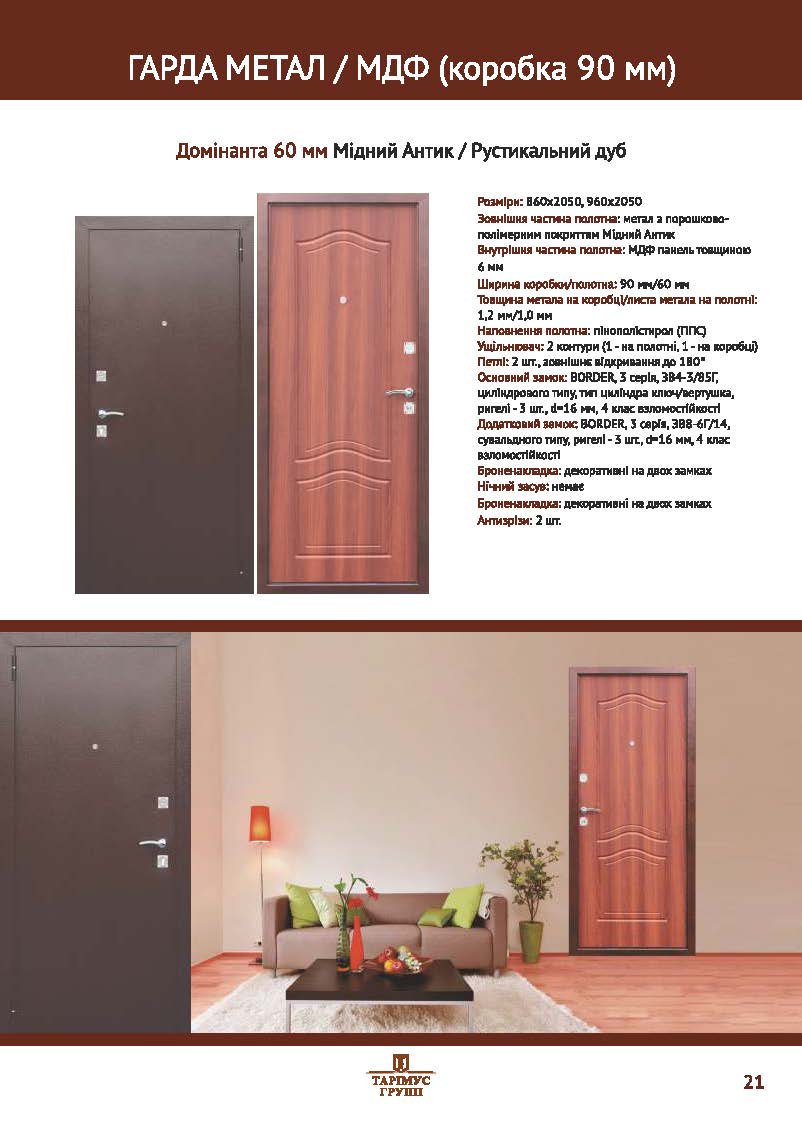 ГАРДА МЕТАЛ / МДФ (коробка 90 мм)
Домінанта 60 мм Мідний Антик / Рустикальний дуб
Розміри: 860х2050, 960х2050
Зовнішня частина полотна: метал з порошково-
полімерним покриттям Мідний Антик
Внутрішня частина полотна: МДФ панель товщиною
6 мм
Ширина коробки/полотна: 90 мм/60 мм
Товщина метала на коробці/листа метала на полотні:
1,2 мм/1,0 мм
Наповнення полотна: пінополістирол (ППС)
Ущільнювач: 2 контури (1 - на полотні, 1 - на коробці)
Петлі: 2 шт., зовнішнє відкривання до 180°
Основний замок: BORDER, 3 серія, ЗВ4-3/85Г,
циліндрового типу, тип циліндра ключ/вертушка,
ригелі - 3 шт., d=16 мм, 4 клас взломостійкості
Додатковий замок: BORDER, 3 серія, ЗВ8-6Г/14,
сувальдного типу, ригелі - 3 шт., d=16 мм, 4 клас
взломостійкості
Броненакладка: декоративні на двох замках
Нічний засув: немає
Броненакладка: декоративні на двох замках
Антизрізи: 2 шт.
ТАРІМУС
ГРУПП
21